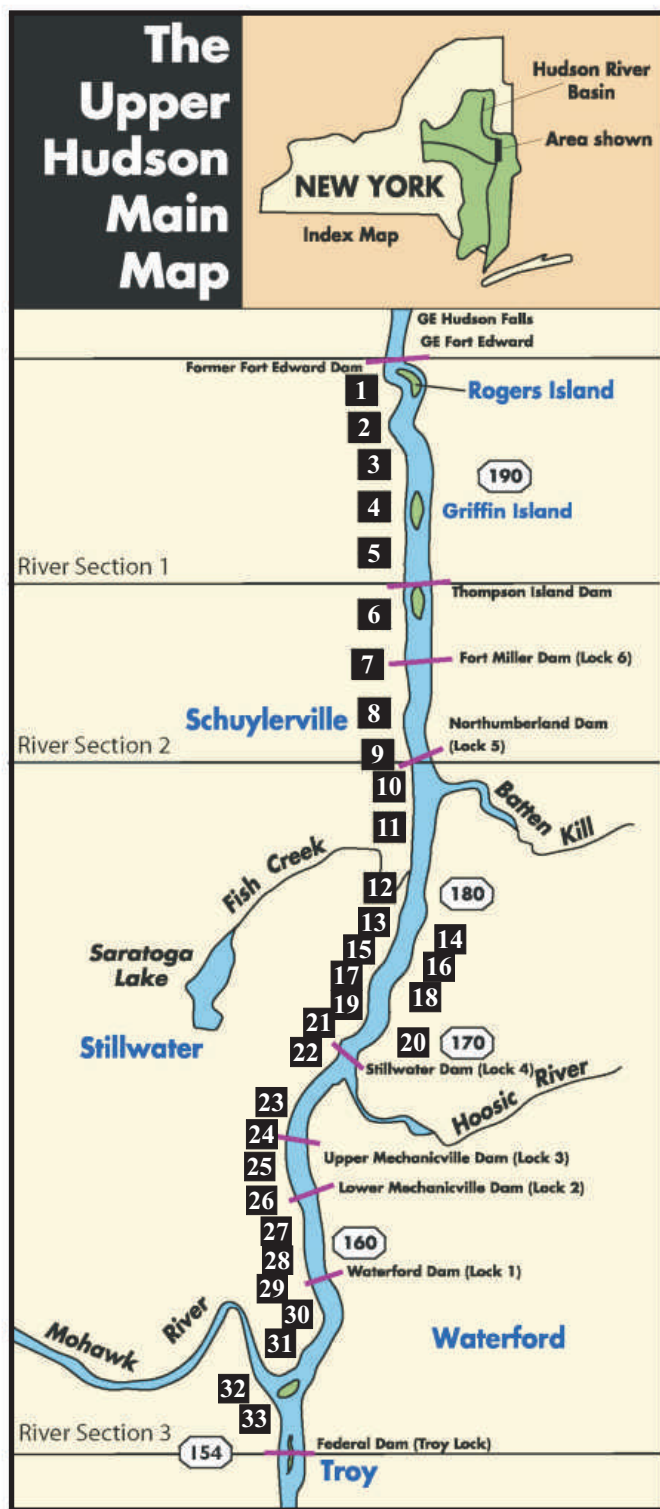 The
Upper
Hudson
Main
Map
Hudson River
Basin
Area shown
NEW YORK
Index Map
GE Hudson Falls
GE Fort Edward
Former Fort Edward Dam
1
Rogers Island
2
3
190
4
Griffin Island
5
River Section 1
Thompson Island Dam
6
7
Fort Miller Dam (Lock 6)
8
Schuylerville
Northumberland Dam
(Lock 5)
9
River Section 2
10
Batten Kill
11
Fish Creek
12
180
13
14
15
Saratoga
Lake
16
17
18
19
21
Stillwater
20
170
22
Stillwater Dam (Lock 4)
Hoosic River
23
24
Upper Mechanicville Dam (Lock 3)
25
Lower Mechanicville Dam (Lock 2)
26
27
160
28
Waterford Dam (Lock 1)
29
30
Mohawk River
Waterford
31
32
33
River Section 3
154
Federal Dam (Troy Lock)
Troy